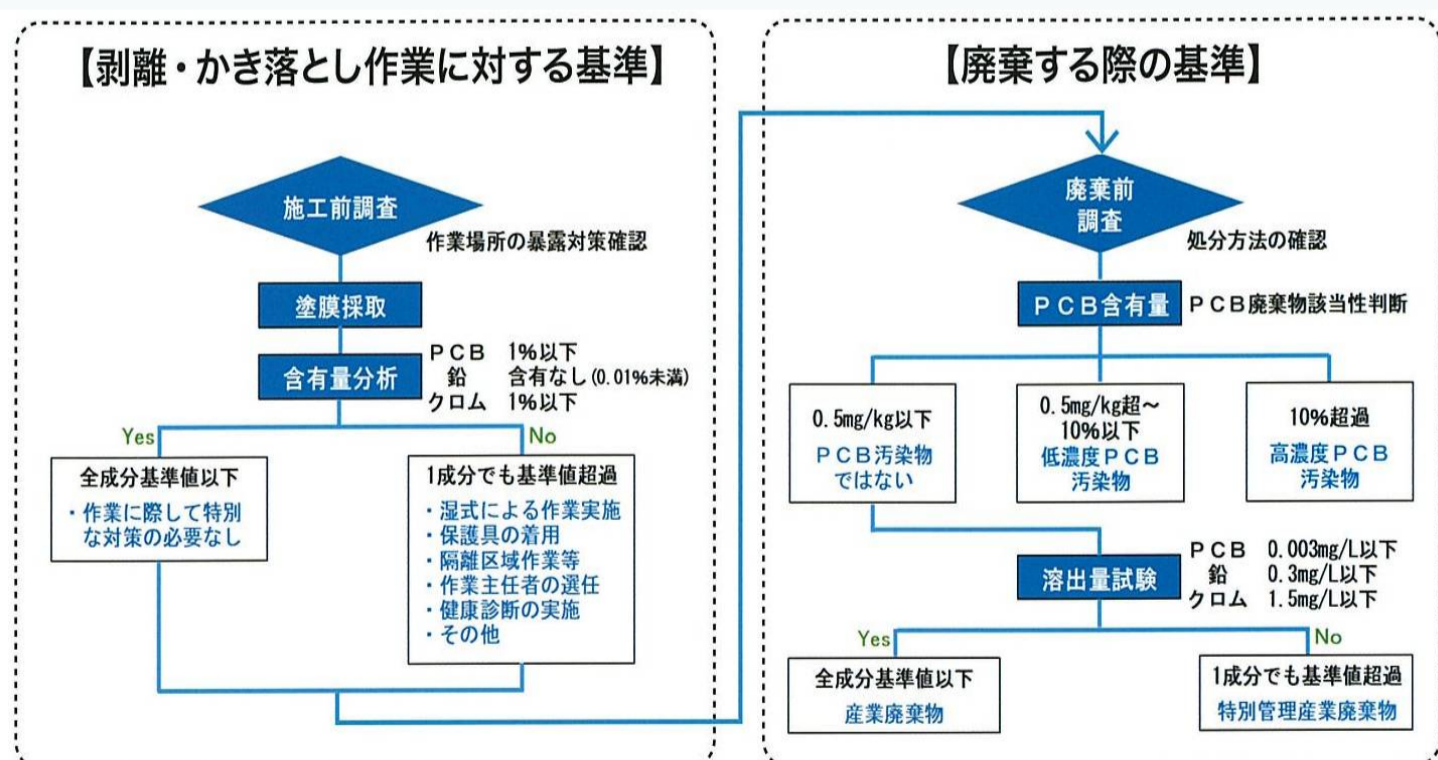 【剥離・かき落とし作業に対する基準】
施工前調査
作業場所の暴露対策確認
塗膜採取
含有量分析
ＰＣＢ 1%以下
鉛 含有なし(0.01%未満)
クロム 1%以下
Yes
No
全成分基準値以下
・作業に際して特別
な対策の必要なし
1成分でも基準値超過
・湿式による作業実施
・保護具の着用
・隔離区域作業等
・作業主任者の選任
・健康診断の実施
・その他
【廃棄する際の基準】
廃棄前
調査
処分方法の確認
ＰＣＢ含有量
ＰＣＢ廃棄物該当性判断
0.5mg/kg以下
ＰＣＢ汚染物
ではない
0.5mg/kg超～
10%以下
低濃度ＰＣＢ
汚染物
10%超過
高濃度ＰＣＢ
汚染物
溶出量試験
ＰＣＢ 0.003mg/L以下
鉛 0.3mg/L以下
クロム 1.5mg/L以下
Yes
No
全成分基準値以下
産業廃棄物
1成分でも基準値超過
特別管理産業廃棄物